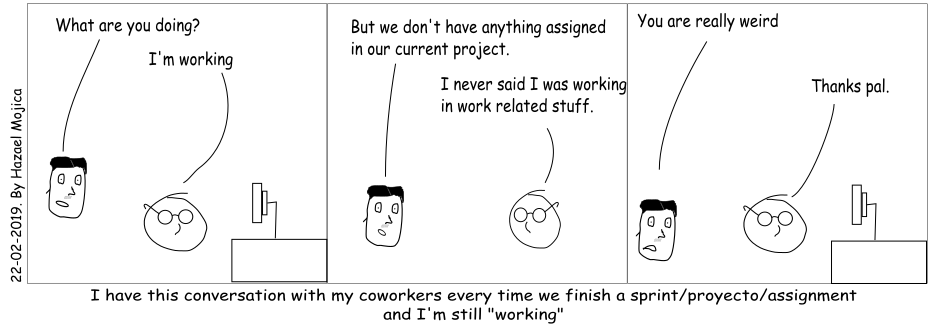 22-02-2019. By Hazael Mojica
What are you doing?
I'm working
But we don't have anything assigned
in our current project.
I never said I was working
in work related stuff.
You are really weird
Thanks pal.
I have this conversation with my coworkers every time we finish a sprint/proyecto/assignment
and I'm still "working"